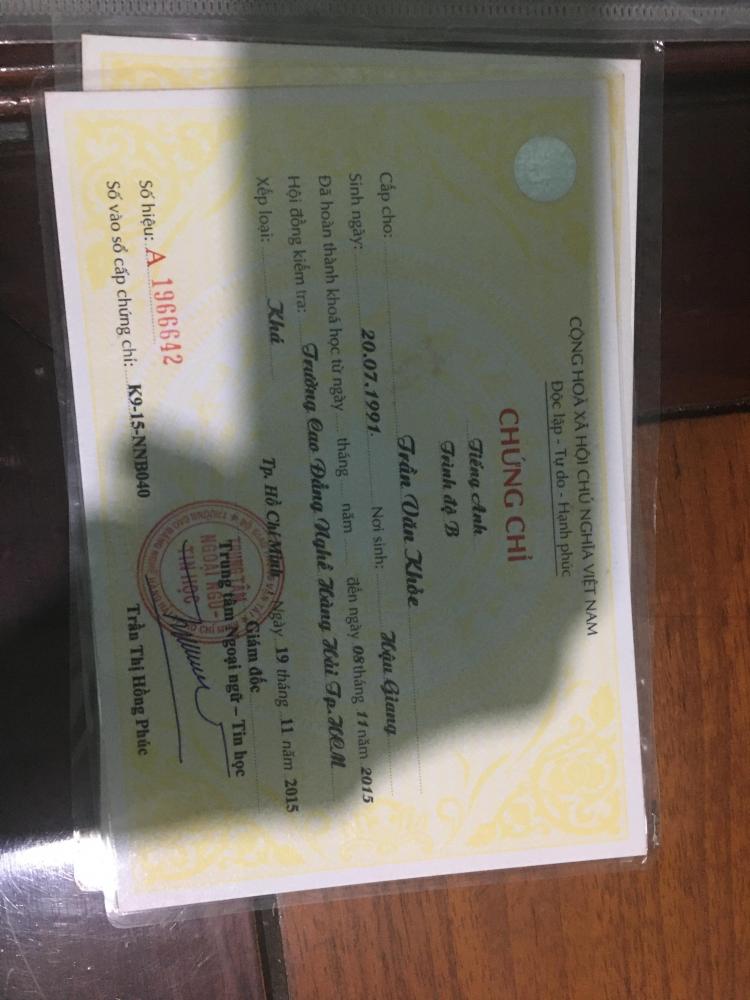 CỘNG HOÀ XÃ HỘI CHỦ NGHĨA VIỆT NAM
Độc lập - Tự do - Hạnh phúc
CHỨNG CHỈ
Tiếng Anh
Trình độ B
Cấp cho: Trần Văn Khỏe
Sinh ngày: 20.07.1991 Nơi sinh: Hậu Giang
Đã hoàn thành khoá học từ ngày ..... tháng ..... năm ..... đến ngày 08 tháng 11 năm 2015
Hội đồng kiểm tra: Trường Cao Đẳng Nghề Hàng Hải Tp.HCM
Xếp loại: Khá
Tp. Hồ Chí Minh, Ngày 19 tháng 11 năm 2015
Giám đốc
Trung tâm Ngoại ngữ – Tin học
TRUNG TÂM
NGOẠI NGỮ -
TIN HỌC
Số hiệu: A 1966642
Số vào sổ cấp chứng chỉ: K9-15-NNB040
Trần Thị Hồng Phúc